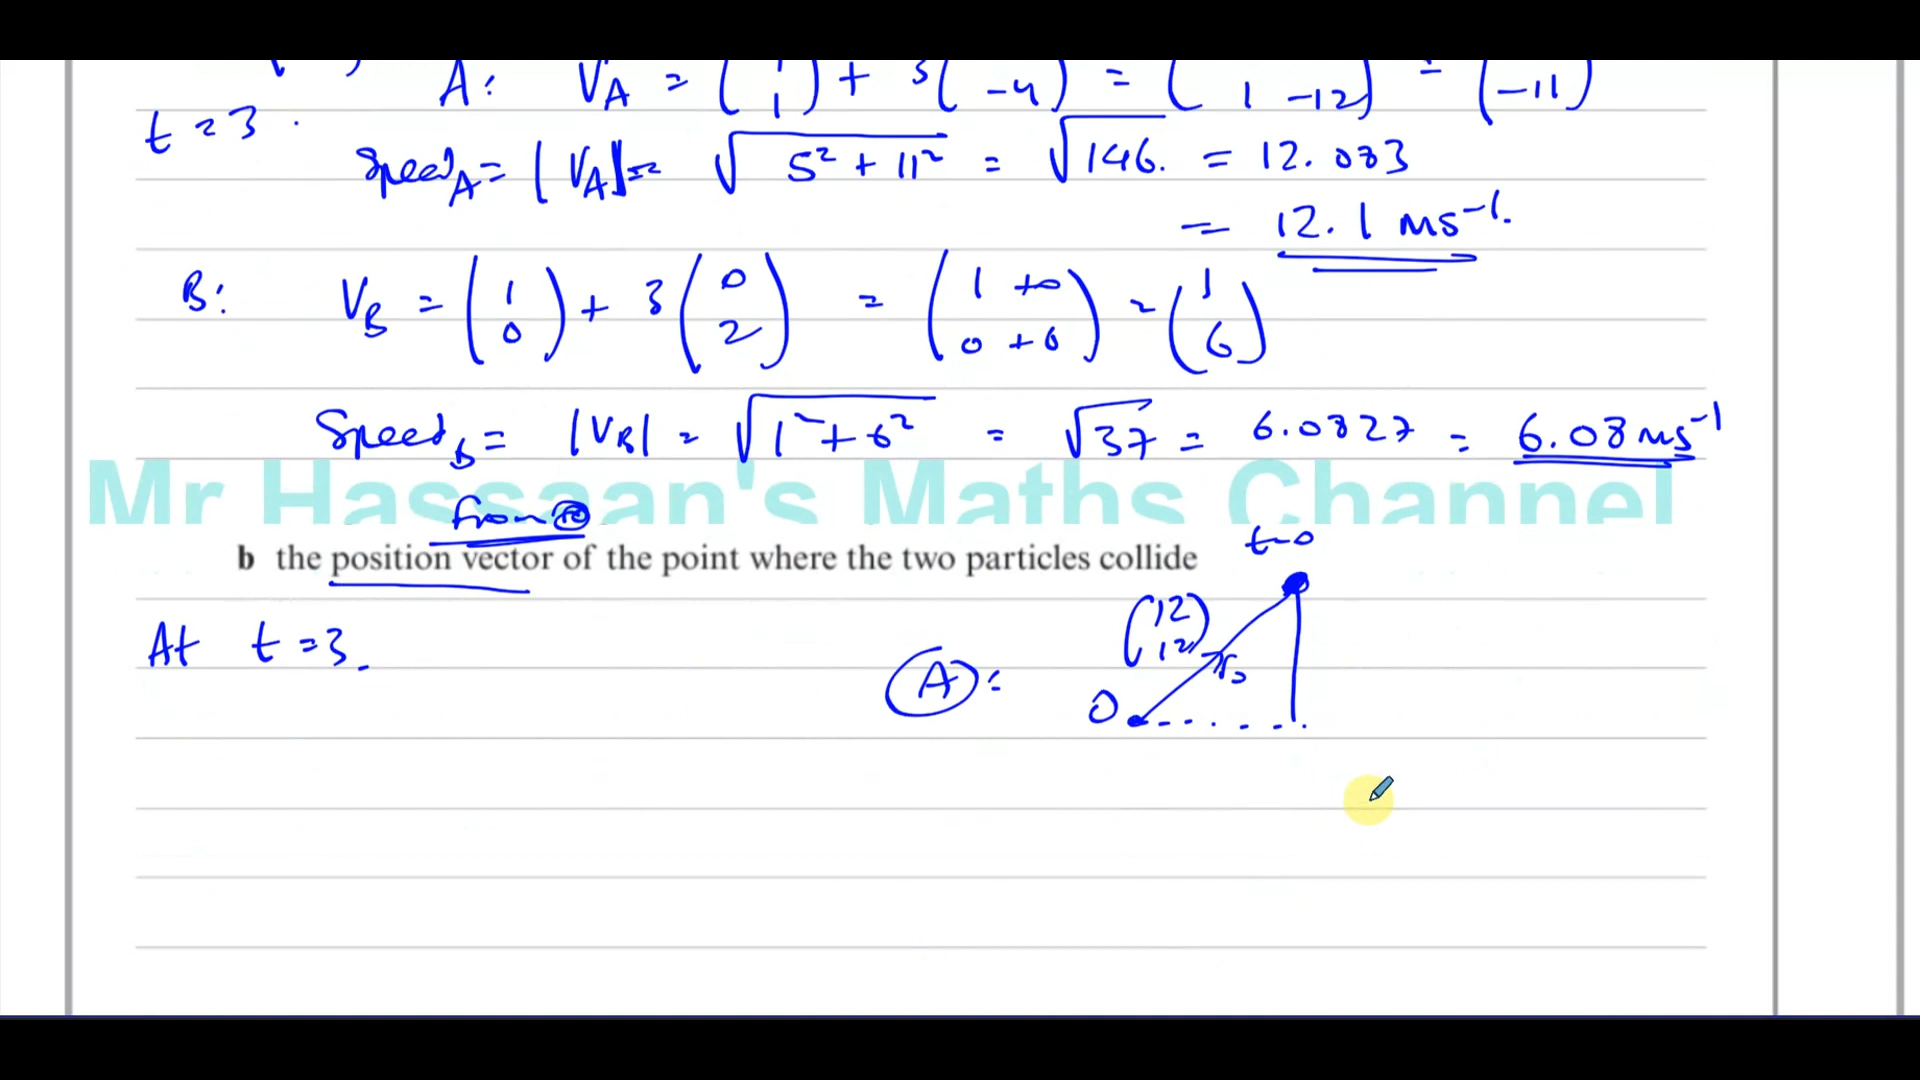 A: V_A = ( 1 ) + 3( -4 ) = ( 1 -12 ) = ( -11 )
t = 3 .
Speed_A = |V_A| = √5² + 11² = √146. = 12.083
= 12.1 ms⁻¹.
B: V_B = (1 0) + 3 (0 2) = (1 +0 0 +6) = (1 6)
Speed_B = |V_B| = √1² + 6² = √37 = 6.0827 = 6.08 ms⁻¹
Mr Hassaan's Maths Channel
from
b the position vector of the point where the two particles collide
t=0
At t = 3.
(12 12)
A : r₀
O